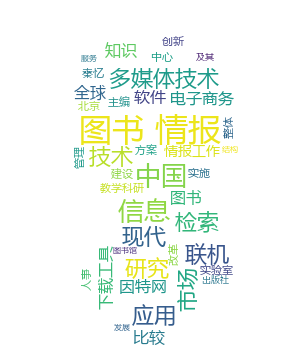 创新
知识
服务
中心
及其
多媒体技术
秦忆
全球
软件
电子商务
北京
主编
图书 情报
整体
管理
技术
方案
情报工作
结构
建设
中国
实施
教学科研
图书
信息
检索
现代
图书馆
改革
联机
下载工具
研究
人事
市场
实验室
因特网
出版社
应用
发展
比较